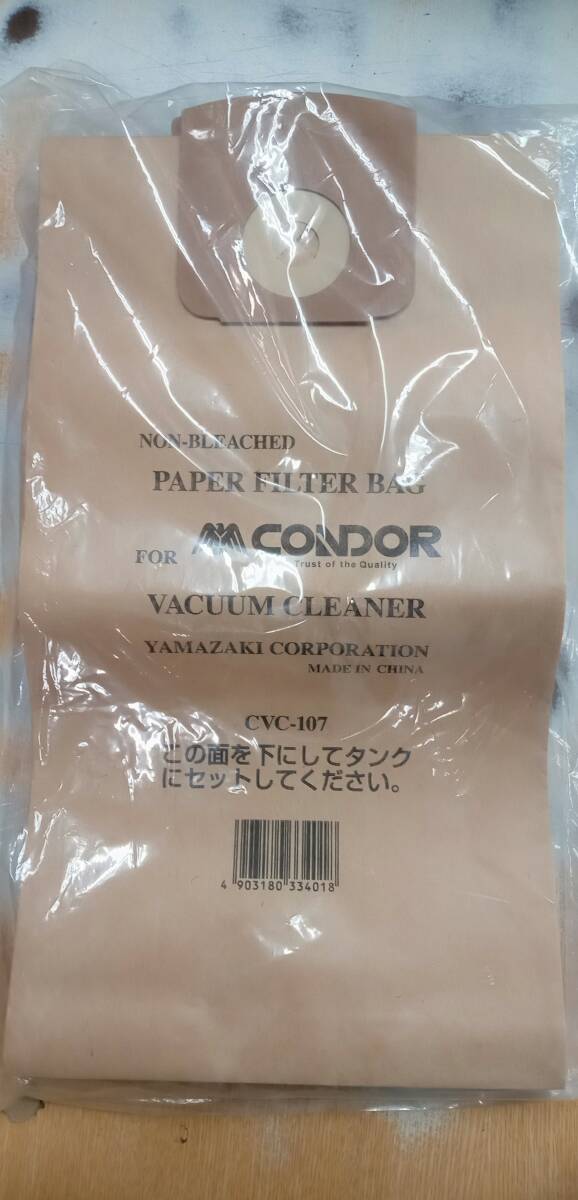 NON-BLEACHED
PAPER FILTER BAG
FOR CONDOR
Trust of the Quality
VACUUM CLEANER
YAMAZAKI CORPORATION
MADE IN CHINA
CVC-107
この面を下にしてタンク
にセットしてください。
4 903180 334018